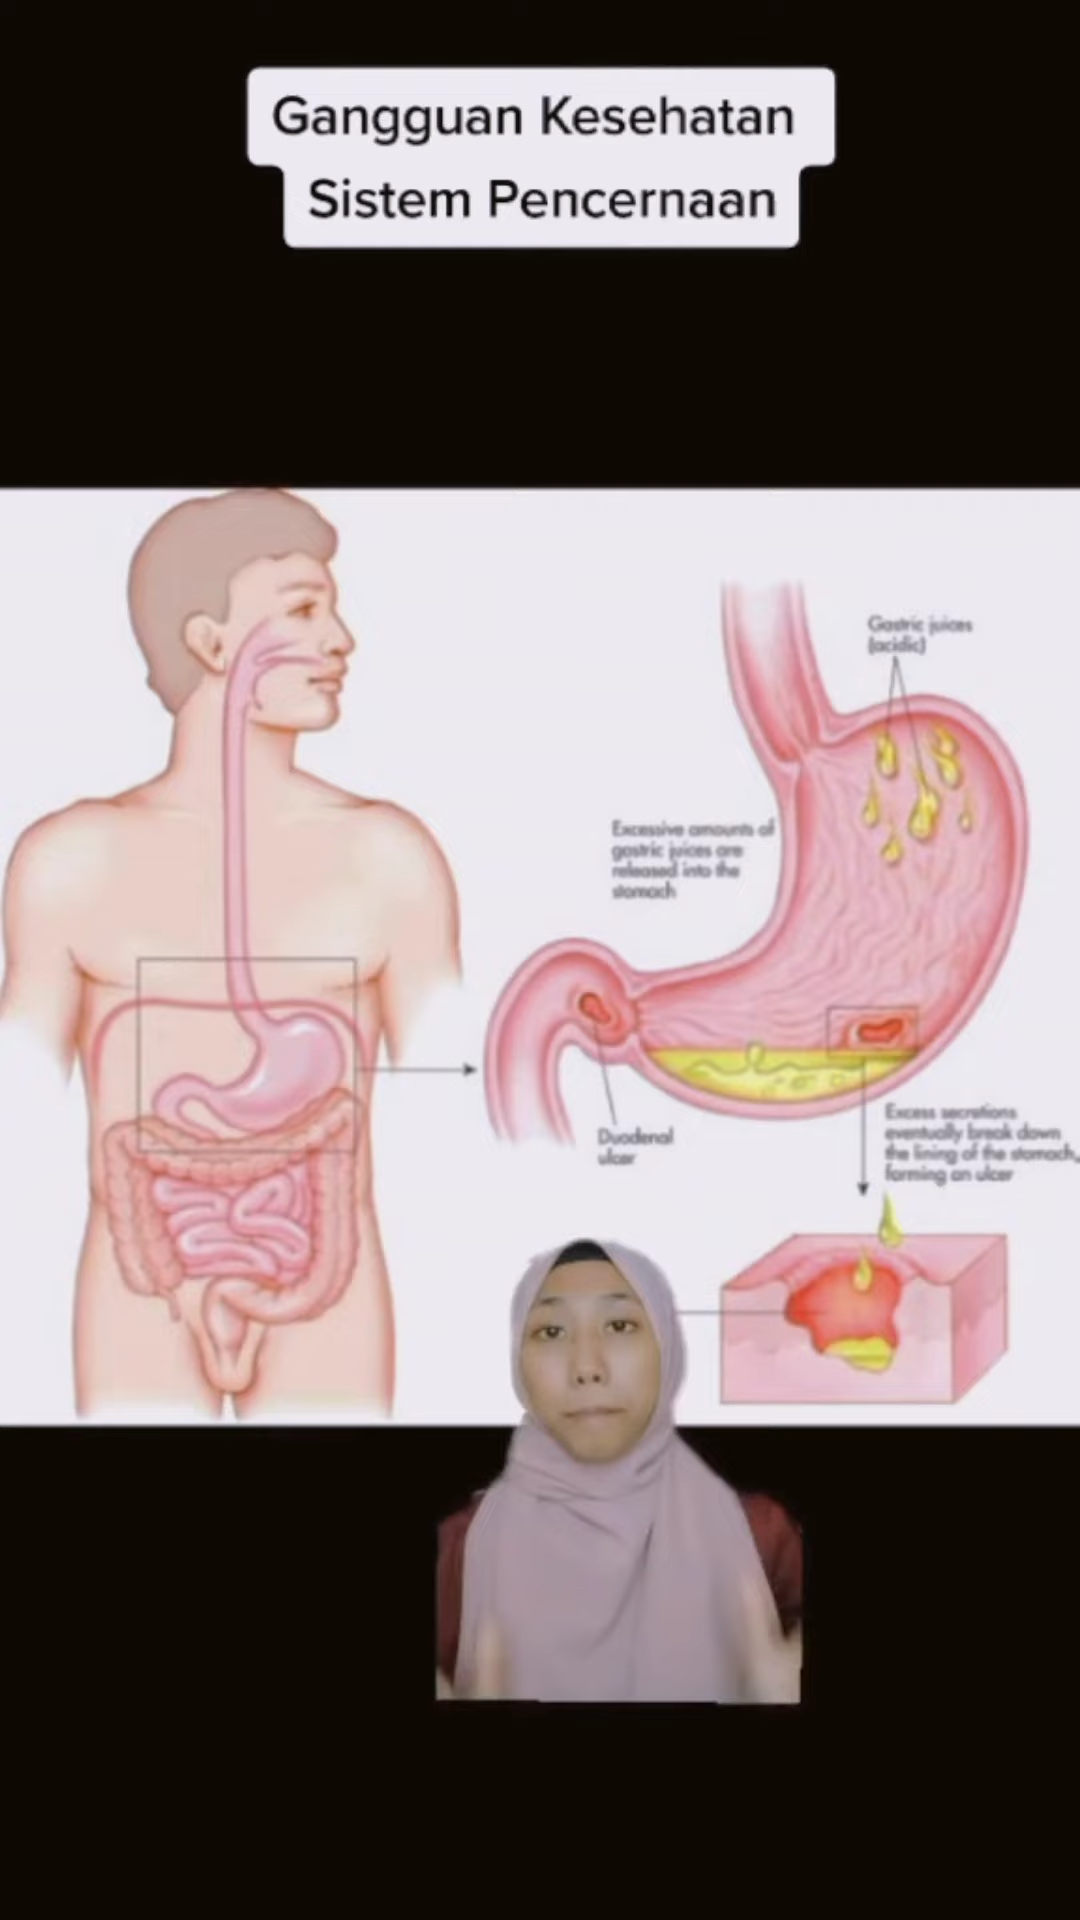 Gangguan Kesehatan
Sistem Pencernaan
Gastric juices
(acidic)
Excessive amounts of
gastric juices are
released into the
stomach
Duodenal
ulcer
Excess secretions
eventually break down
the lining of the stomach,
forming an ulcer